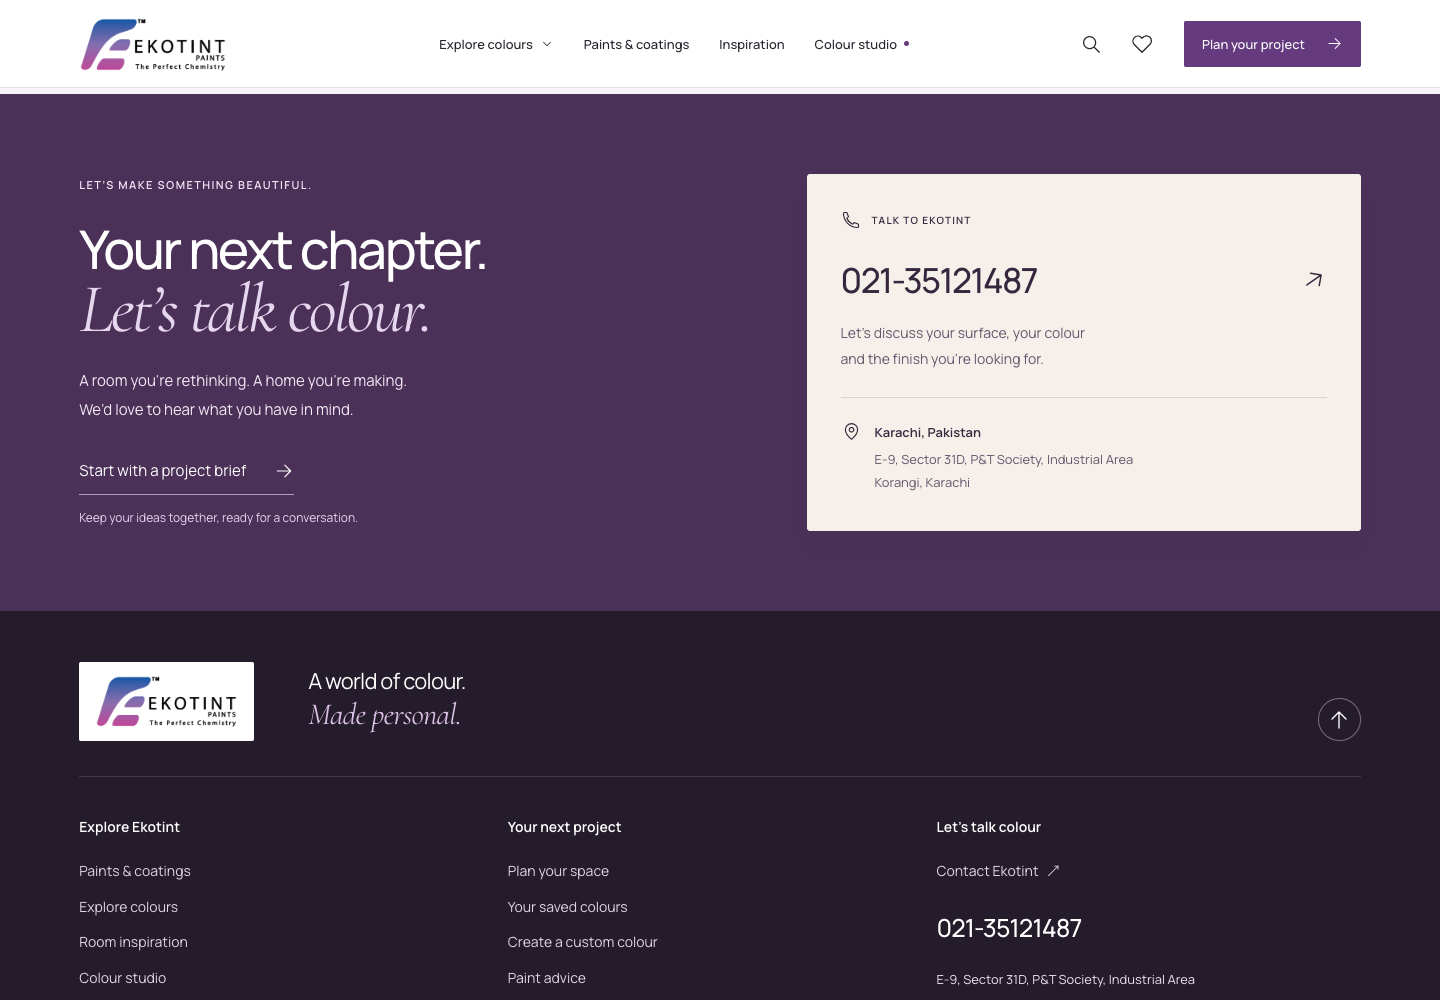 EKOTINT
PAINTS
The Perfect Chemistry
TM
Explore colours
Paints & coatings
Inspiration
Colour studio
Plan your project
LET'S MAKE SOMETHING BEAUTIFUL.
Your next chapter.
Let's talk colour.
A room you're rethinking. A home you're making.
We'd love to hear what you have in mind.
Start with a project brief
Keep your ideas together, ready for a conversation.
TALK TO EKOTINT
021-35121487
Let's discuss your surface, your colour
and the finish you're looking for.
Karachi, Pakistan
E-9, Sector 31D, P&T Society, Industrial Area
Korangi, Karachi
EKOTINT
PAINTS
The Perfect Chemistry
TM
A world of colour.
Made personal.
Explore Ekotint
Paints & coatings
Explore colours
Room inspiration
Colour studio
Your next project
Plan your space
Your saved colours
Create a custom colour
Paint advice
Let's talk colour
Contact Ekotint
021-35121487
E-9, Sector 31D, P&T Society, Industrial Area